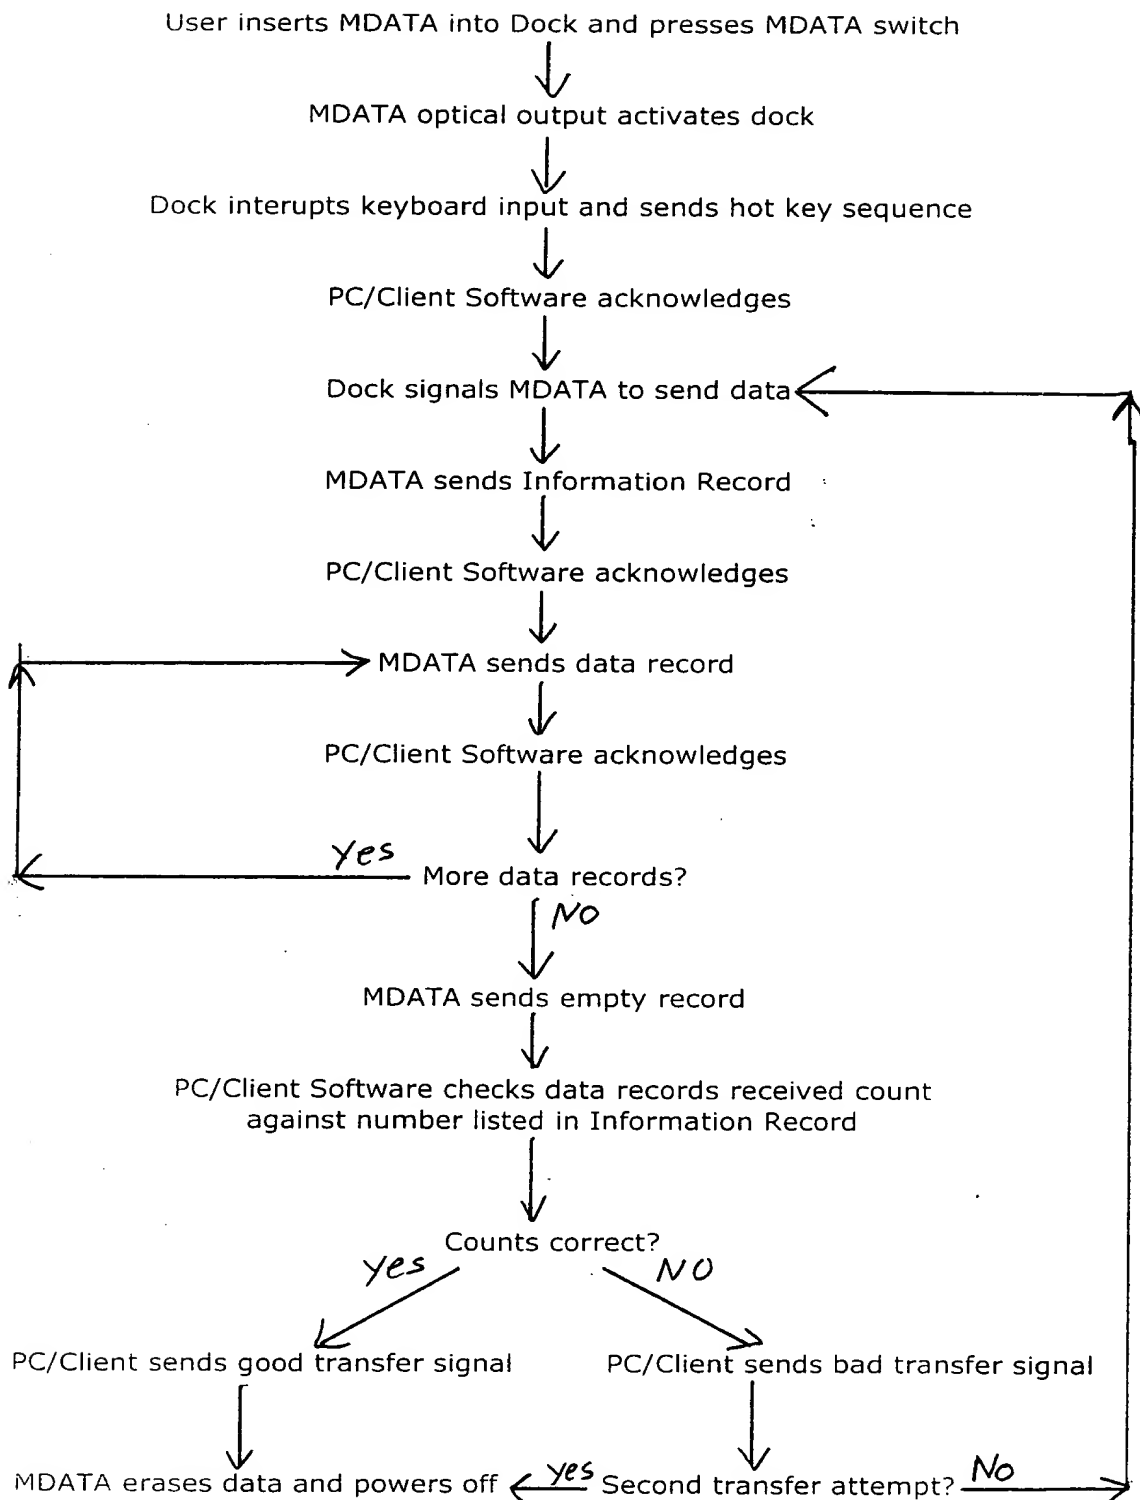 User inserts MDATA into Dock and presses MDATA switch
MDATA optical output activates dock
Dock interupts keyboard input and sends hot key sequence
PC/Client Software acknowledges
Dock signals MDATA to send data
MDATA sends Information Record
PC/Client Software acknowledges
MDATA sends data record
PC/Client Software acknowledges
Yes
More data records?
NO
MDATA sends empty record
PC/Client Software checks data records received count
against number listed in Information Record
Counts correct?
Yes
NO
PC/Client sends good transfer signal
PC/Client sends bad transfer signal
MDATA erases data and powers off
Yes
Second transfer attempt?
No